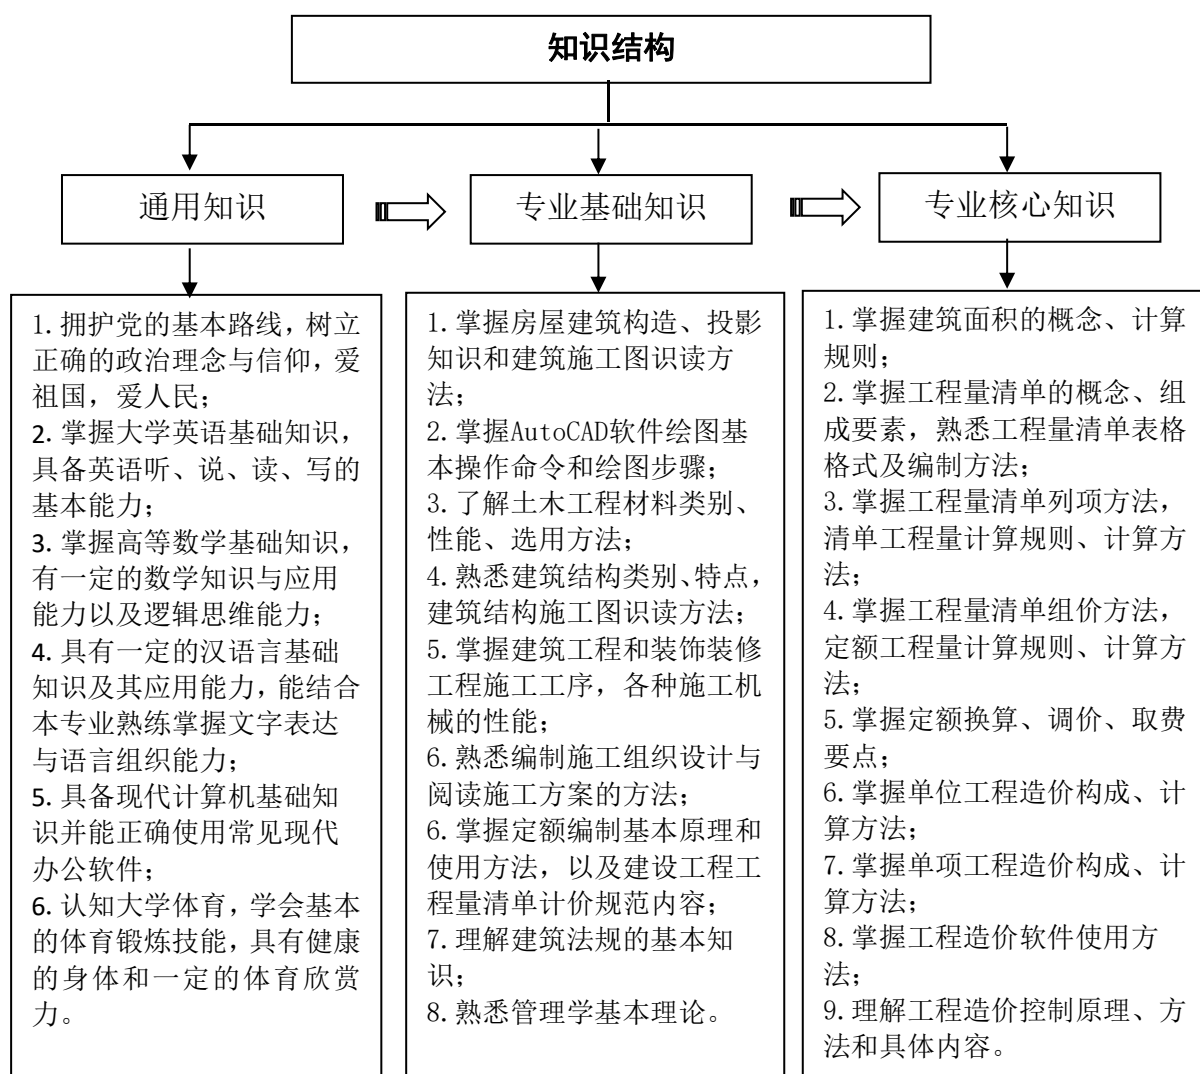 知识结构
通用知识
专业基础知识
专业核心知识
1.拥护党的基本路线,树立
正确的政治理念与信仰,爱
祖国，爱人民；
2.掌握大学英语基础知识,
具备英语听、说、读、写的
基本能力；
3.掌握高等数学基础知识,
有一定的数学知识与应用
能力以及逻辑思维能力；
4.具有一定的汉语言基础
知识及其应用能力,能结合
本专业熟练掌握文字表达
与语言组织能力；
5.具备现代计算机基础知
识并能正确使用常见现代
办公软件；
6.认知大学体育,学会基本
的体育锻炼技能,具有健康
的身体和一定的体育欣赏
力。
1.掌握房屋建筑构造、投影
知识和建筑施工图识读方
法；
2.掌握AutoCAD软件绘图基
本操作命令和绘图步骤；
3.了解土木工程材料类别、
性能、选用方法；
4.熟悉建筑结构类别、特点,
建筑结构施工图识读方法；
5.掌握建筑工程和装饰装修
工程施工工序，各种施工机
械的性能；
6.熟悉编制施工组织设计与
阅读施工方案的方法；
6.掌握定额编制基本原理和
使用方法，以及建设工程工
程量清单计价规范内容；
7.理解建筑法规的基本知
识；
8.熟悉管理学基本理论。
1.掌握建筑面积的概念、计算
规则；
2.掌握工程量清单的概念、组
成要素，熟悉工程量清单表格
格式及编制方法；
3.掌握工程量清单列项方法，
清单工程量计算规则、计算方
法；
4.掌握工程量清单组价方法，
定额工程量计算规则、计算方
法；
5.掌握定额换算、调价、取费
要点；
6.掌握单位工程造价构成、计
算方法；
7.掌握单项工程造价构成、计
算方法；
8.掌握工程造价软件使用方
法；
9.理解工程造价控制原理、方
法和具体内容。